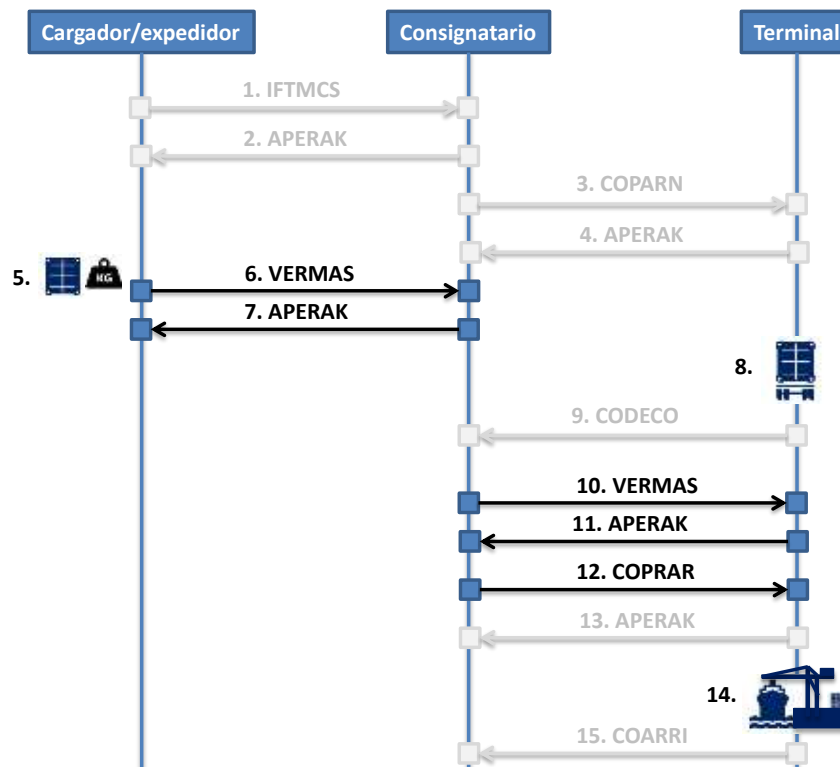 Cargador/expedidor
Consignatario
Terminal
1. IFTMCS
2. APERAK
3. COPARN
4. APERAK
5.
KG
6. VERMAS
7. APERAK
8.
9. CODECO
10. VERMAS
11. APERAK
12. COPRAR
13. APERAK
14.
15. COARRI